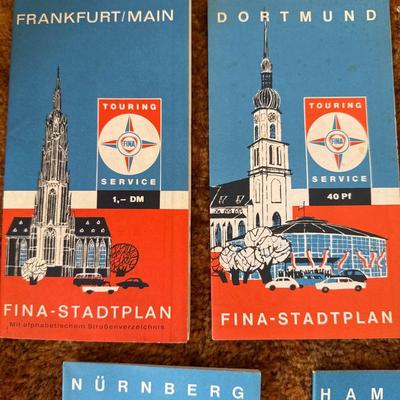 FRANKFURT/MAIN
TOURING
FINA
SERVICE
1,– DM
FINA-STADTPLAN
Mit alphabetischem Straßenverzeichnis
DORTMUND
TOURING
FINA
SERVICE
40 Pf
FINA-STADTPLAN
NÜRNBERG
HAM